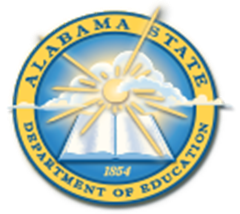 ALABAMA STATE
1854
DEPARTMENT OF EDUCATION